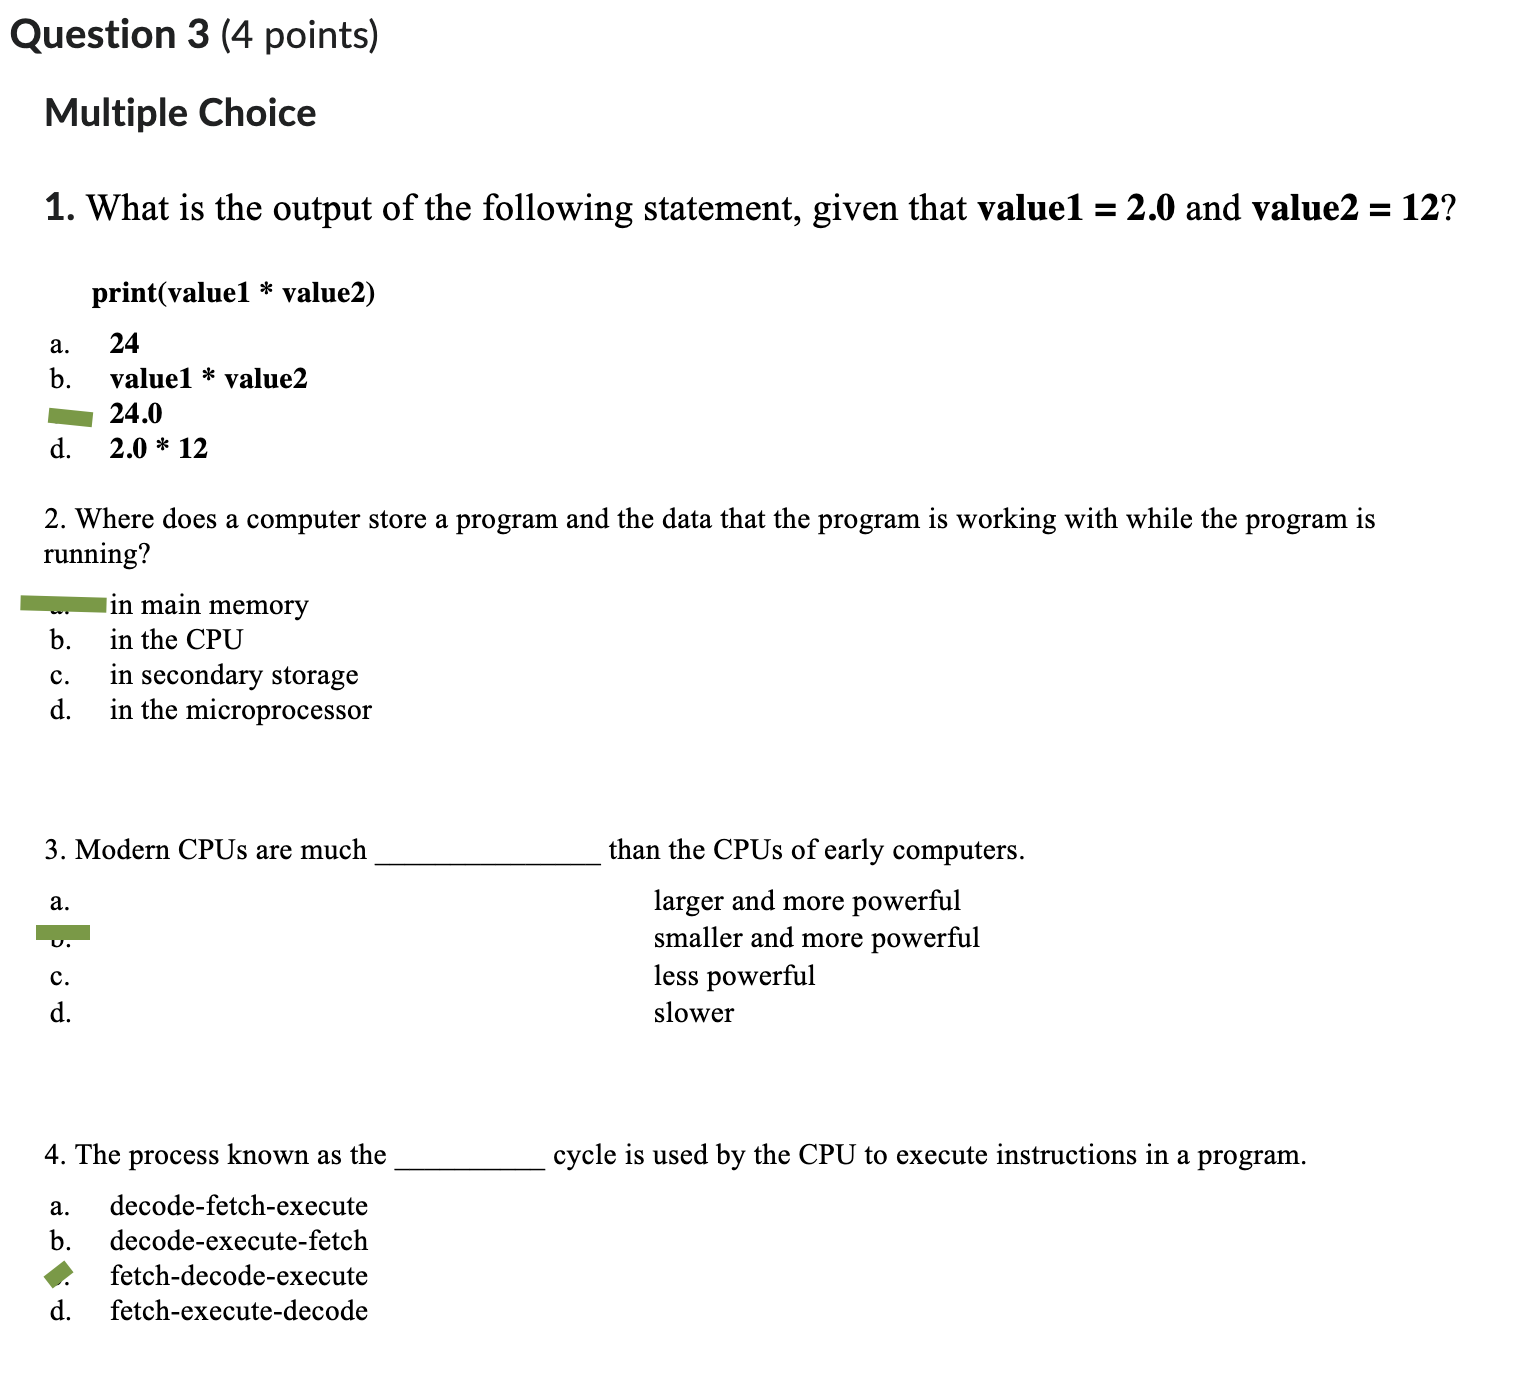 Question 3 (4 points)
Multiple Choice
1. What is the output of the following statement, given that value1 = 2.0 and value2 = 12?
print(value1 * value2)
a. 24
b. value1 * value2
24.0
d. 2.0 * 12
2. Where does a computer store a program and the data that the program is working with while the program is
running?
in main memory
b. in the CPU
c. in secondary storage
d. in the microprocessor
3. Modern CPUs are much _______________ than the CPUs of early computers.
a. larger and more powerful
smaller and more powerful
c. less powerful
d. slower
4. The process known as the __________ cycle is used by the CPU to execute instructions in a program.
a. decode-fetch-execute
b. decode-execute-fetch
fetch-decode-execute
d. fetch-execute-decode